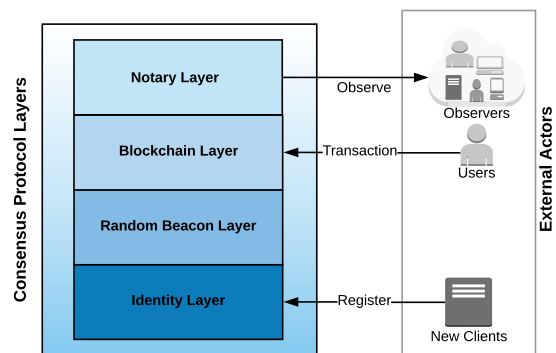 Consensus Protocol Layers
Notary Layer
Blockchain Layer
Random Beacon Layer
Identity Layer
Observe
Transaction
Register
Observers
Users
New Clients
External Actors